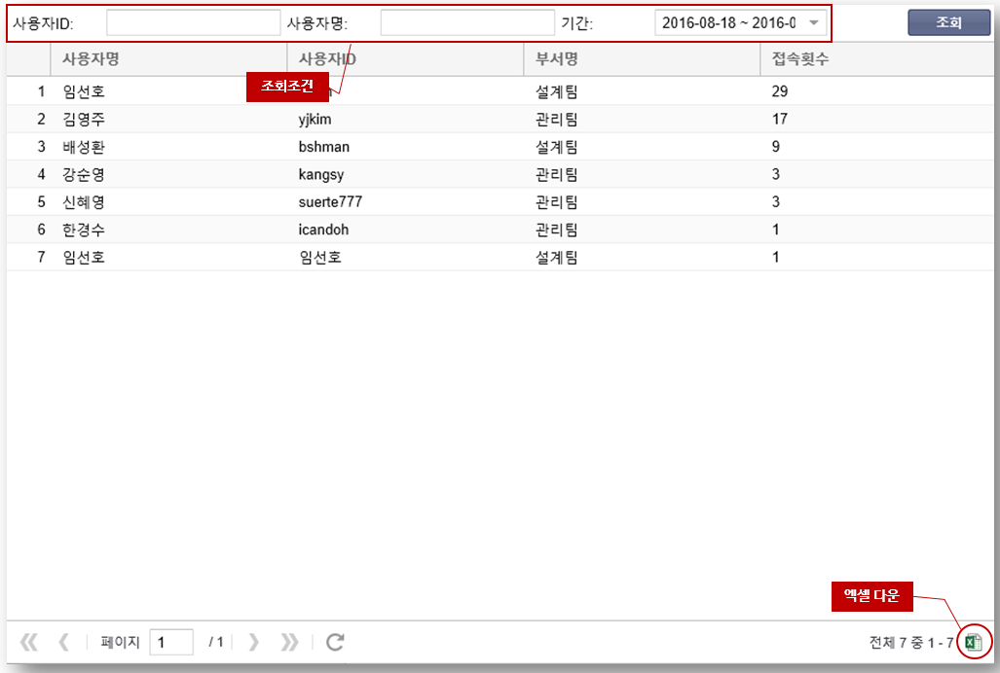 사용자ID: 사용자명: 기간: 2016-08-18 ~ 2016-0 조회
사용자명 사용자ID 부서명 접속횟수
조회조건
1 임선호 설계팀 29
2 김영주 yjkim 관리팀 17
3 배성환 bshman 설계팀 9
4 강순영 kangsy 관리팀 3
5 신혜영 suerte777 관리팀 3
6 한경수 icandoh 관리팀 1
7 임선호 임선호 설계팀 1
엑셀 다운
페이지 1 / 1 전체 7 중 1 - 7